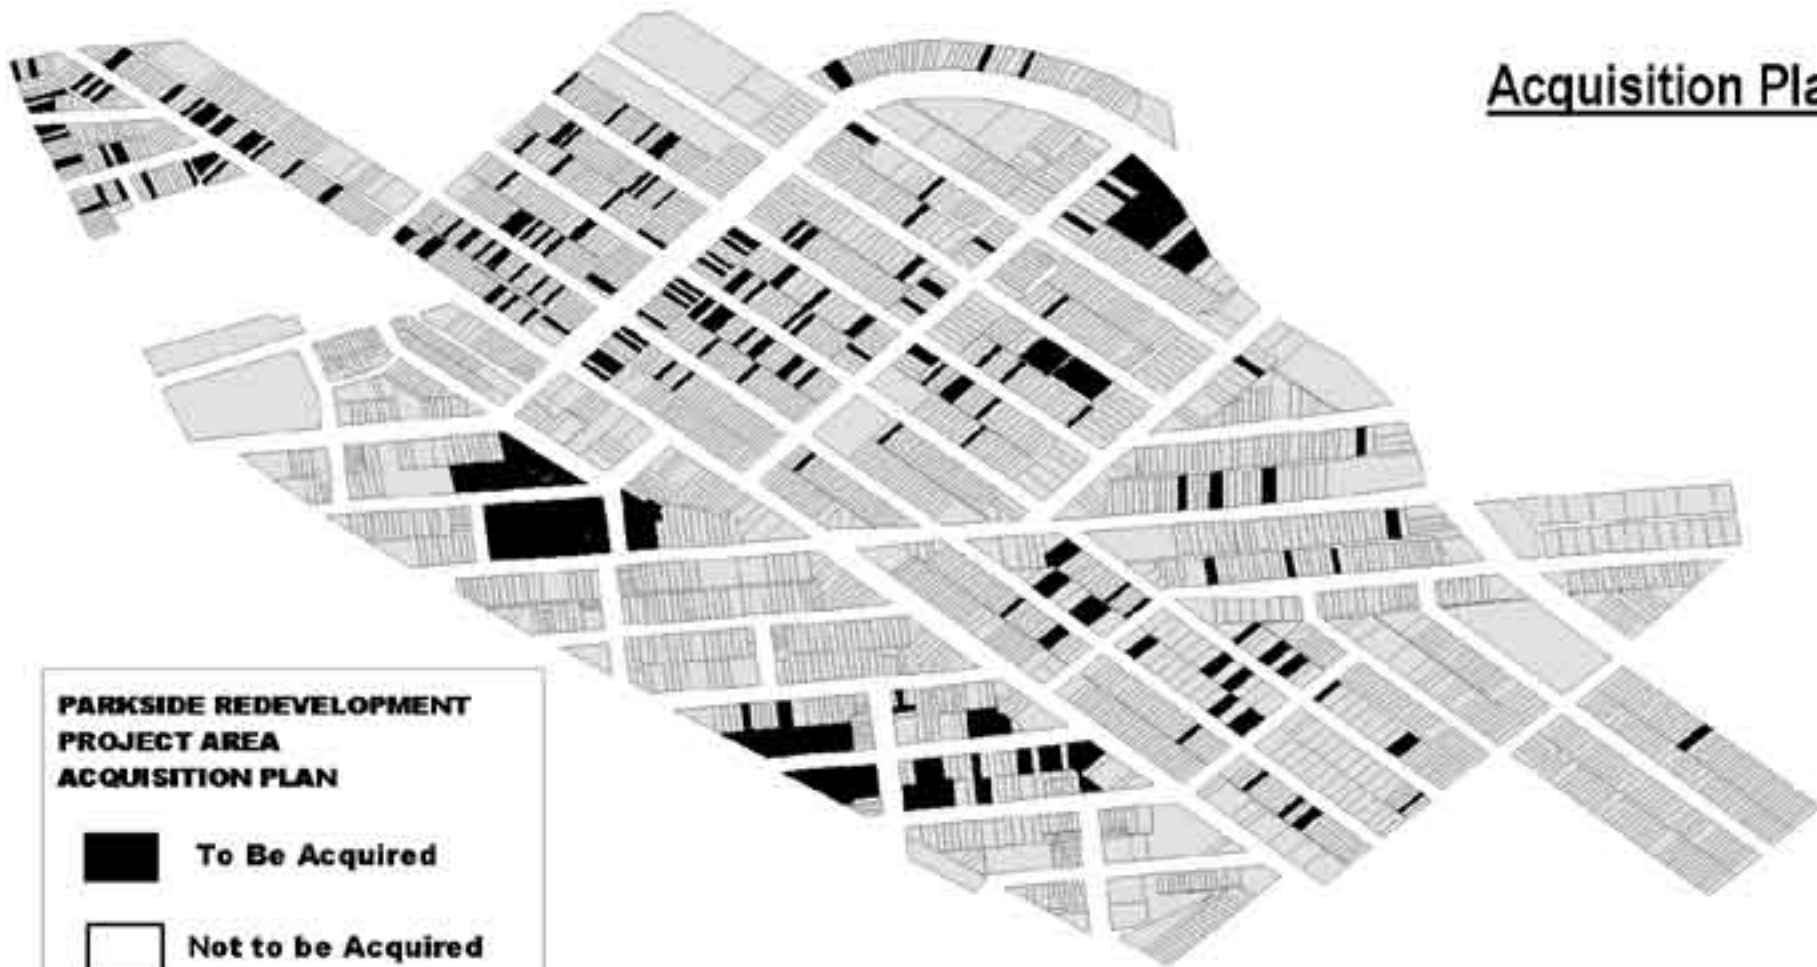 Acquisition Pla
PARKSIDE REDEVELOPMENT
PROJECT AREA
ACQUISITION PLAN
To Be Acquired
Not to be Acquired